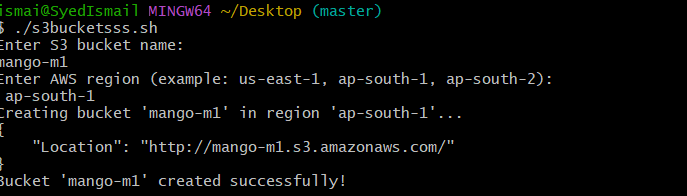 ismai@SyedIsmail MINGW64 ~/Desktop (master)
$ ./s3bucketsss.sh
Enter S3 bucket name:
mango-m1
Enter AWS region (example: us-east-1, ap-south-1, ap-south-2):
 ap-south-1
Creating bucket 'mango-m1' in region 'ap-south-1'...
{
    "Location": "http://mango-m1.s3.amazonaws.com/"
}
Bucket 'mango-m1' created successfully!